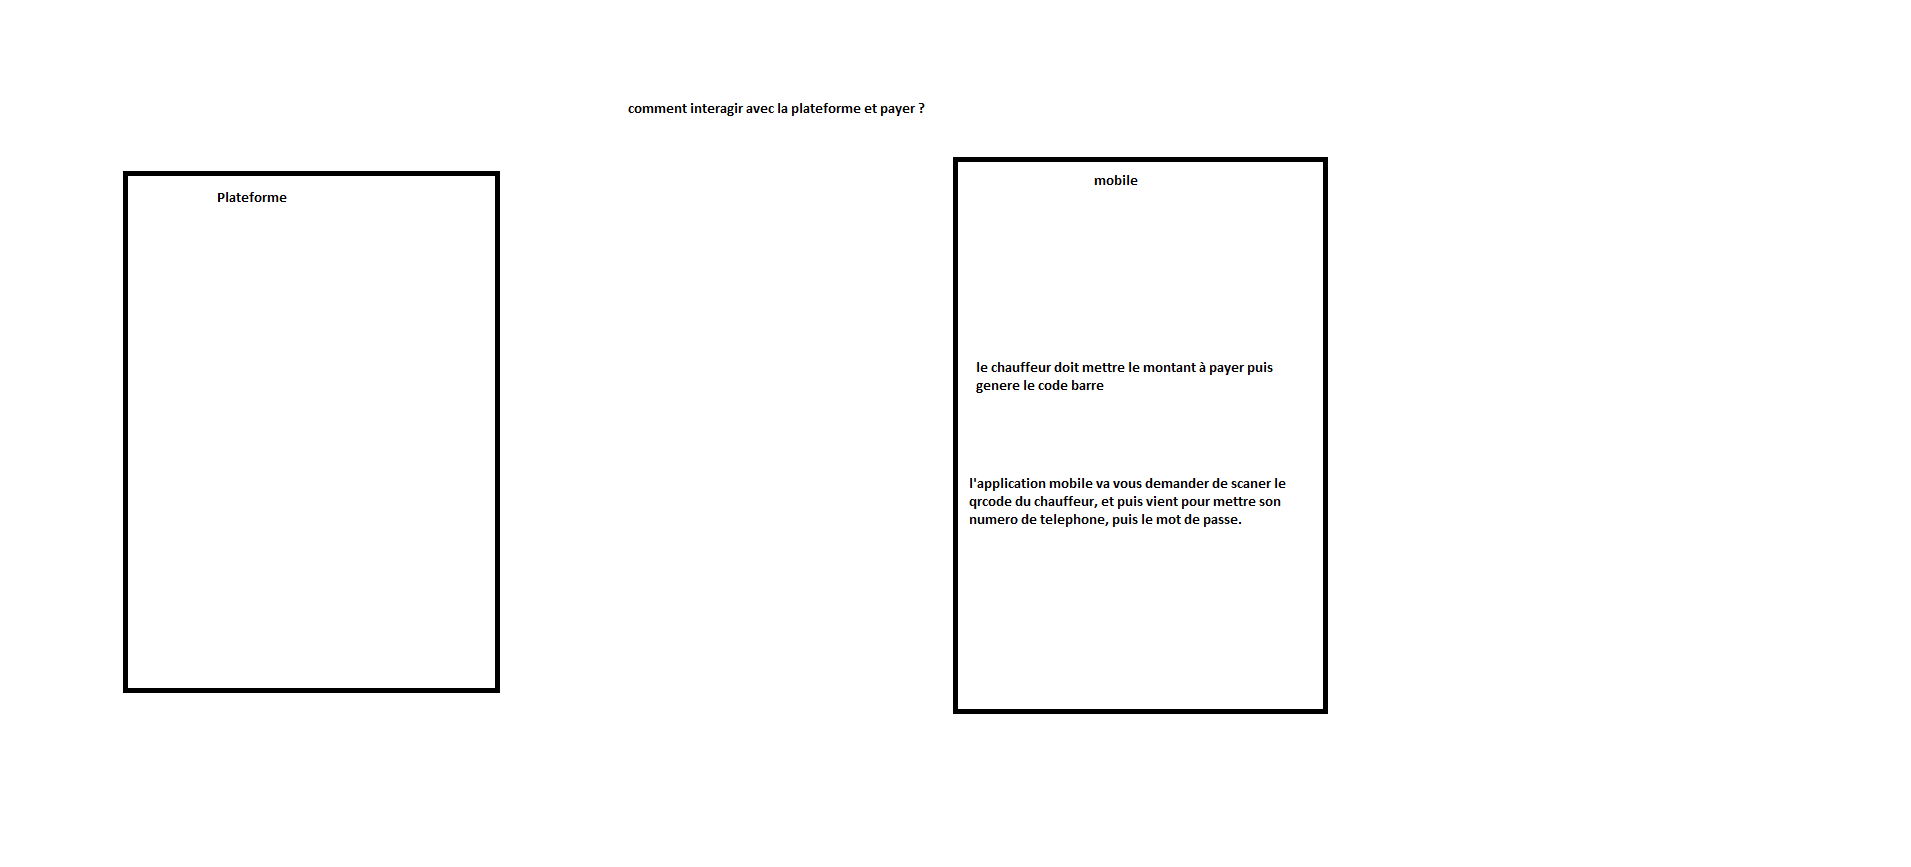 comment interagir avec la plateforme et payer ?
Plateforme
mobile
le chauffeur doit mettre le montant à payer puis
genere le code barre
l'application mobile va vous demander de scaner le
qrcode du chauffeur, et puis vient pour mettre son
numero de telephone, puis le mot de passe.